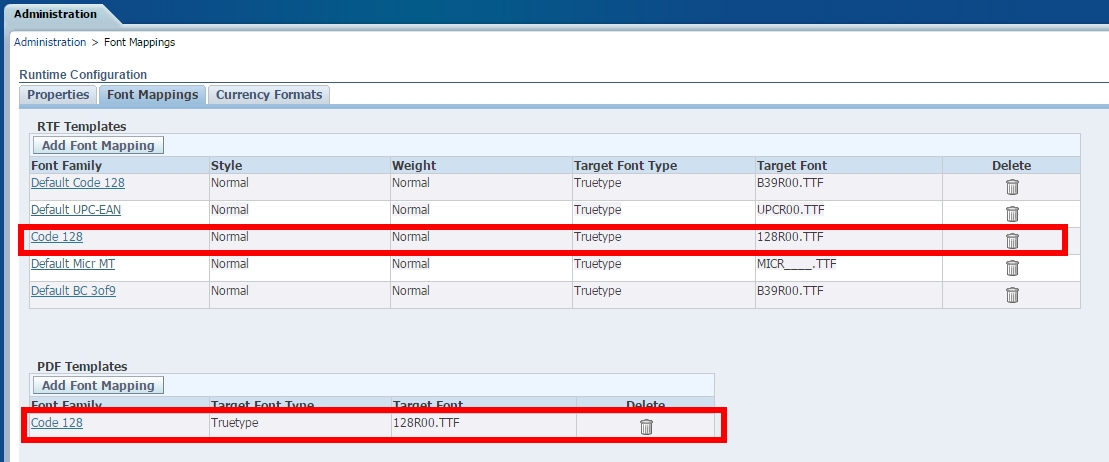 Administration
Administration > Font Mappings
Runtime Configuration
Properties Font Mappings Currency Formats
RTF Templates
Add Font Mapping
Font Family Style Weight Target Font Type Target Font Delete
Default Code 128 Normal Normal Truetype B39R00.TTF
Default UPC-EAN Normal Normal Truetype UPCR00.TTF
Code 128 Normal Normal Truetype 128R00.TTF
Default Micr MT Normal Normal Truetype MICR____.TTF
Default BC 3of9 Normal Normal Truetype B39R00.TTF
PDF Templates
Add Font Mapping
Font Family Target Font Type Target Font Delete
Code 128 Truetype 128R00.TTF